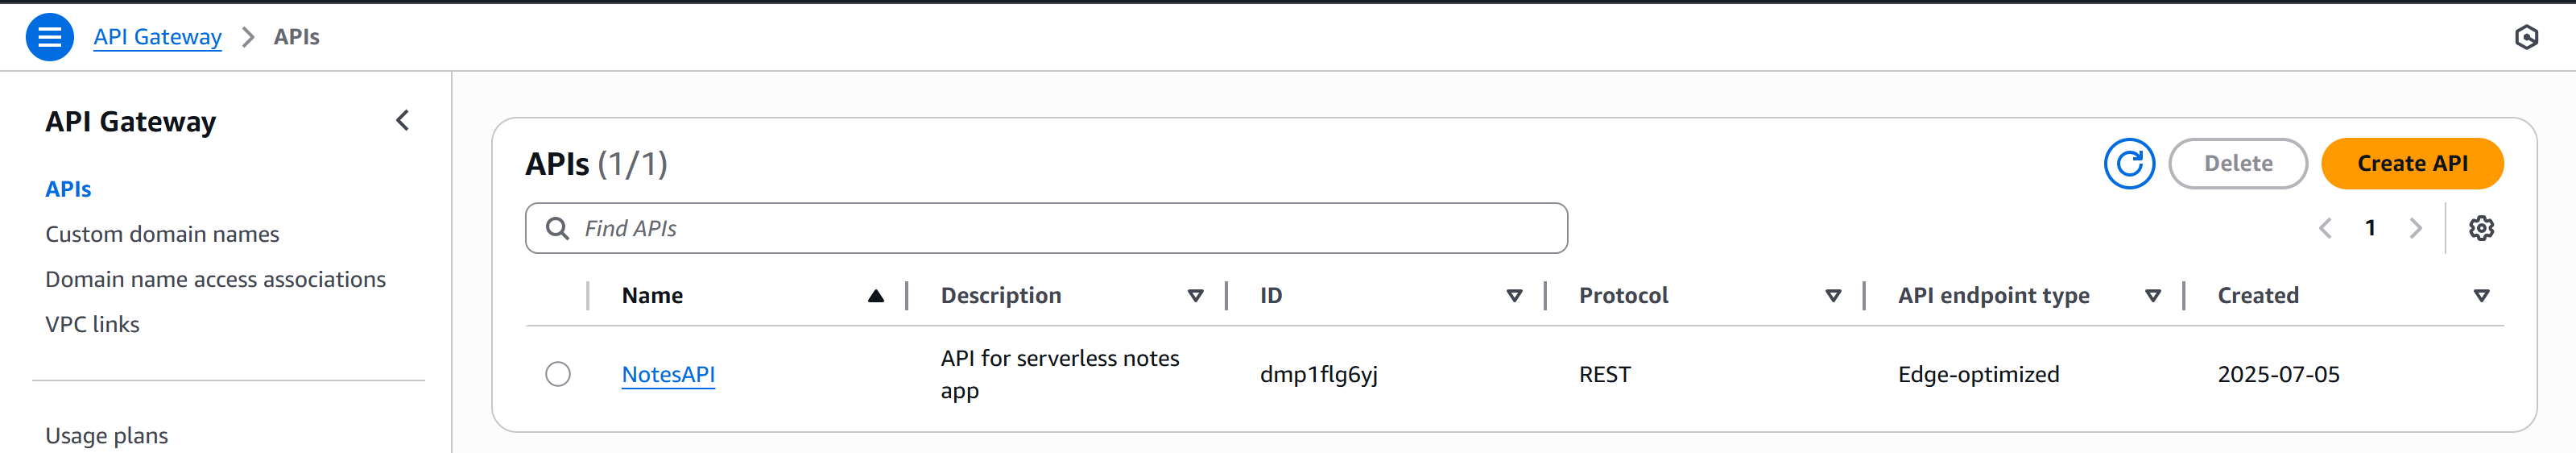 API Gateway > APIs
API Gateway
APIs
Custom domain names
Domain name access associations
VPC links
Usage plans
APIs (1/1)
Delete
Create API
Find APIs
1
Name Description ID Protocol API endpoint type Created
NotesAPI
API for serverless notes
app
dmp1flg6yj
REST
Edge-optimized
2025-07-05